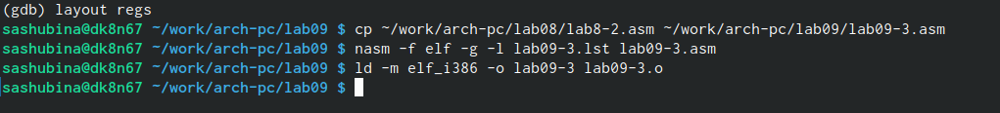 (gdb) layout regs
sashubina@dk8n67 ~/work/arch-pc/lab09 $ cp ~/work/arch-pc/lab08/lab8-2.asm ~/work/arch-pc/lab09/lab09-3.asm
sashubina@dk8n67 ~/work/arch-pc/lab09 $ nasm -f elf -g -l lab09-3.lst lab09-3.asm
sashubina@dk8n67 ~/work/arch-pc/lab09 $ ld -m elf_i386 -o lab09-3 lab09-3.o
sashubina@dk8n67 ~/work/arch-pc/lab09 $